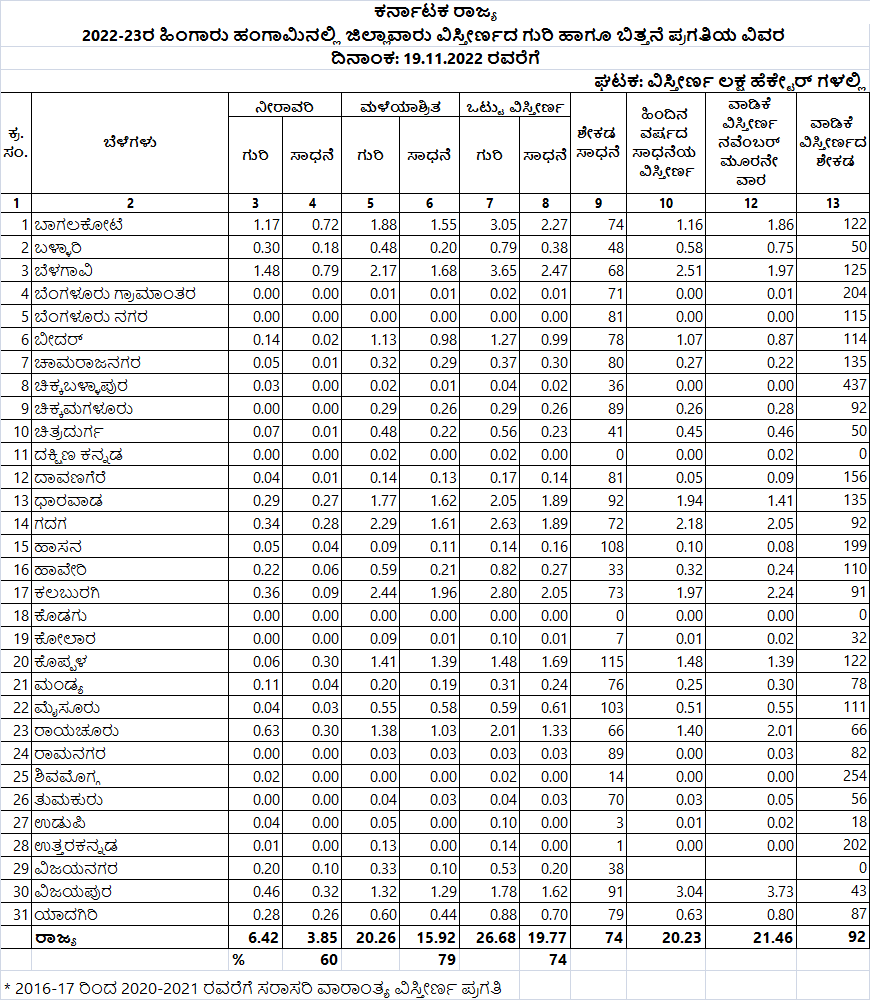 ಕರ್ನಾಟಕ ರಾಜ್ಯ
2022-23ರ ಹಿಂಗಾರು ಹಂಗಾಮಿನಲ್ಲಿ ಜಿಲ್ಲಾವಾರು ವಿಸ್ತೀರ್ಣದ ಗುರಿ ಹಾಗೂ ಬಿತ್ತನೆ ಪ್ರಗತಿಯ ವಿವರ
ದಿನಾಂಕ: 19.11.2022 ರವರೆಗೆ
ಘಟಕ: ವಿಸ್ತೀರ್ಣ ಲಕ್ಷ ಹೆಕ್ಟೇರ್ ಗಳಲ್ಲಿ
ಕ್ರ. ಸಂ. ಬೆಳೆಗಳು ನೀರಾವರಿ ಮಳೆಯಾಶ್ರಿತ ಒಟ್ಟು ವಿಸ್ತೀರ್ಣ ಶೇಕಡ ಸಾಧನೆ ಹಿಂದಿನ ವರ್ಷದ ಸಾಧನೆಯ ವಿಸ್ತೀರ್ಣ ವಾಡಿಕೆ ವಿಸ್ತೀರ್ಣ ನವೆಂಬರ್ ಮೂರನೇ ವಾರ ವಾಡಿಕೆ ವಿಸ್ತೀರ್ಣದ ಶೇಕಡ
ಗುರಿ ಸಾಧನೆ ಗುರಿ ಸಾಧನೆ ಗುರಿ ಸಾಧನೆ
1 2 3 4 5 6 7 8 9 10 12 13
1 ಬಾಗಲಕೋಟೆ 1.17 0.72 1.88 1.55 3.05 2.27 74 1.16 1.86 122
2 ಬಳ್ಳಾರಿ 0.30 0.18 0.48 0.20 0.79 0.38 48 0.58 0.75 50
3 ಬೆಳಗಾವಿ 1.48 0.79 2.17 1.68 3.65 2.47 68 2.51 1.97 125
4 ಬೆಂಗಳೂರು ಗ್ರಾಮಾಂತರ 0.00 0.00 0.01 0.01 0.02 0.01 71 0.00 0.01 204
5 ಬೆಂಗಳೂರು ನಗರ 0.00 0.00 0.00 0.00 0.00 0.00 81 0.00 0.00 115
6 ಬೀದರ್ 0.14 0.02 1.13 0.98 1.27 0.99 78 1.07 0.87 114
7 ಚಾಮರಾಜನಗರ 0.05 0.01 0.32 0.29 0.37 0.30 80 0.27 0.22 135
8 ಚಿಕ್ಕಬಳ್ಳಾಪುರ 0.03 0.00 0.02 0.01 0.04 0.02 36 0.00 0.00 437
9 ಚಿಕ್ಕಮಗಳೂರು 0.00 0.00 0.29 0.26 0.29 0.26 89 0.26 0.28 92
10 ಚಿತ್ರದುರ್ಗ 0.07 0.01 0.48 0.22 0.56 0.23 41 0.45 0.46 50
11 ದಕ್ಷಿಣ ಕನ್ನಡ 0.00 0.00 0.02 0.00 0.02 0.00 0 0.00 0.02 0
12 ದಾವಣಗೆರೆ 0.04 0.01 0.14 0.13 0.17 0.14 81 0.05 0.09 156
13 ಧಾರವಾಡ 0.29 0.27 1.77 1.62 2.05 1.89 92 1.94 1.41 135
14 ಗದಗ 0.34 0.28 2.29 1.61 2.63 1.89 72 2.18 2.05 92
15 ಹಾಸನ 0.05 0.04 0.09 0.11 0.14 0.16 108 0.10 0.08 199
16 ಹಾವೇರಿ 0.22 0.06 0.59 0.21 0.82 0.27 33 0.32 0.24 110
17 ಕಲಬುರಗಿ 0.36 0.09 2.44 1.96 2.80 2.05 73 1.97 2.24 91
18 ಕೊಡಗು 0.00 0.00 0.00 0.00 0.00 0.00 0 0.00 0.00 0
19 ಕೋಲಾರ 0.00 0.00 0.09 0.01 0.10 0.01 7 0.01 0.02 32
20 ಕೊಪ್ಪಳ 0.06 0.30 1.41 1.39 1.48 1.69 115 1.48 1.39 122
21 ಮಂಡ್ಯ 0.11 0.04 0.20 0.19 0.31 0.24 76 0.25 0.30 78
22 ಮೈಸೂರು 0.04 0.03 0.55 0.58 0.59 0.61 103 0.51 0.55 111
23 ರಾಯಚೂರು 0.63 0.30 1.38 1.03 2.01 1.33 66 1.40 2.01 66
24 ರಾಮನಗರ 0.00 0.00 0.03 0.03 0.03 0.03 89 0.00 0.03 82
25 ಶಿವಮೊಗ್ಗ 0.02 0.00 0.00 0.00 0.02 0.00 14 0.00 0.00 254
26 ತುಮಕುರು 0.00 0.00 0.04 0.03 0.04 0.03 70 0.03 0.05 56
27 ಉಡುಪಿ 0.04 0.00 0.05 0.00 0.10 0.00 3 0.01 0.02 18
28 ಉತ್ತರಕನ್ನಡ 0.01 0.00 0.13 0.00 0.14 0.00 1 0.00 0.00 202
29 ವಿಜಯನಗರ 0.20 0.10 0.33 0.10 0.53 0.20 38 0
30 ವಿಜಯಪುರ 0.46 0.32 1.32 1.29 1.78 1.62 91 3.04 3.73 43
31 ಯಾದಗಿರಿ 0.28 0.26 0.60 0.44 0.88 0.70 79 0.63 0.80 87
ರಾಜ್ಯ 6.42 3.85 20.26 15.92 26.68 19.77 74 20.23 21.46 92
% 60 79 74
* 2016-17 ರಿಂದ 2020-2021 ರವರೆಗೆ ಸರಾಸರಿ ವಾರಾಂತ್ಯ ವಿಸ್ತೀರ್ಣ ಪ್ರಗತಿ